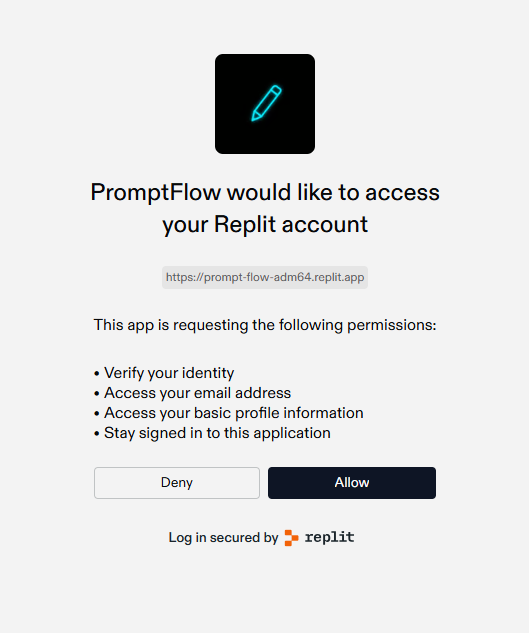 PromptFlow would like to access
your Replit account
https://prompt-flow-adm64.replit.app
This app is requesting the following permissions:
• Verify your identity
• Access your email address
• Access your basic profile information
• Stay signed in to this application
Deny Allow
Log in secured by replit